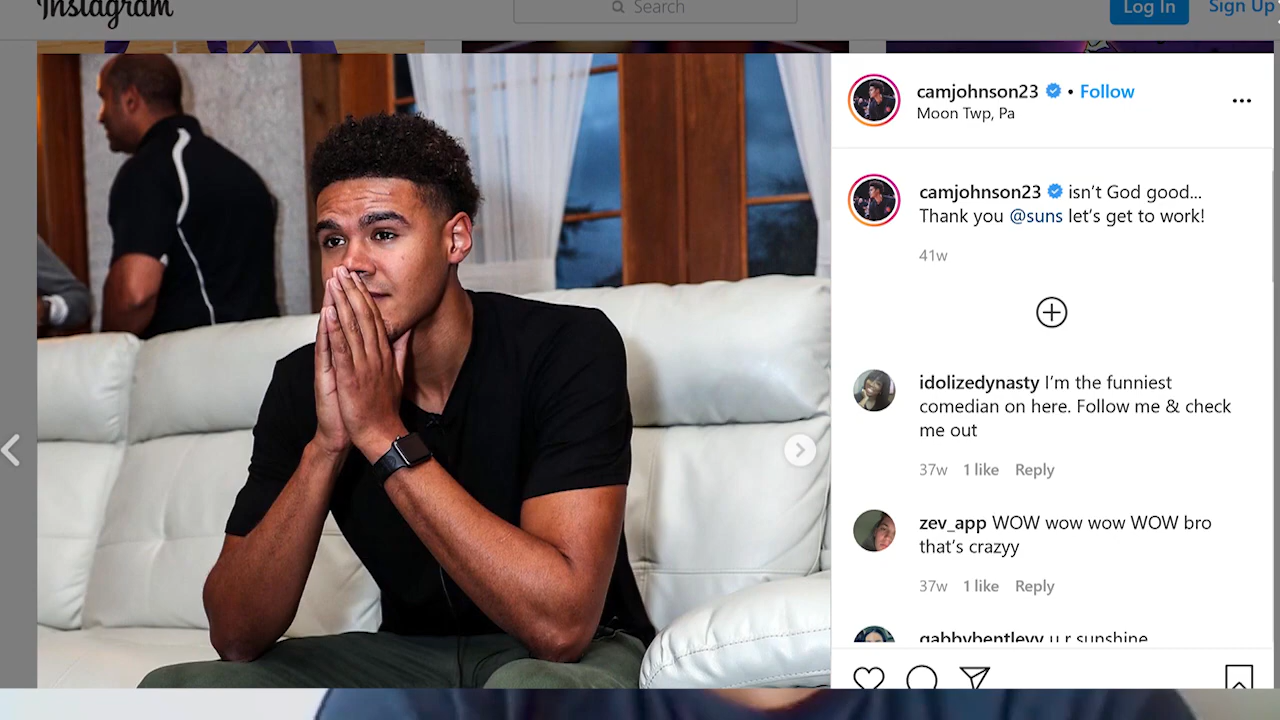 Instagram
Search
Log In
Sign Up
camjohnson23 • Follow
Moon Twp, Pa
camjohnson23 isn’t God good...
Thank you @suns let’s get to work!
41w
idolizedynasty I’m the funniest
comedian on here. Follow me & check
me out
37w 1 like Reply
zev_app WOW wow wow WOW bro
that’s crazyy
37w 1 like Reply
gabbybentleyy u r sunshine